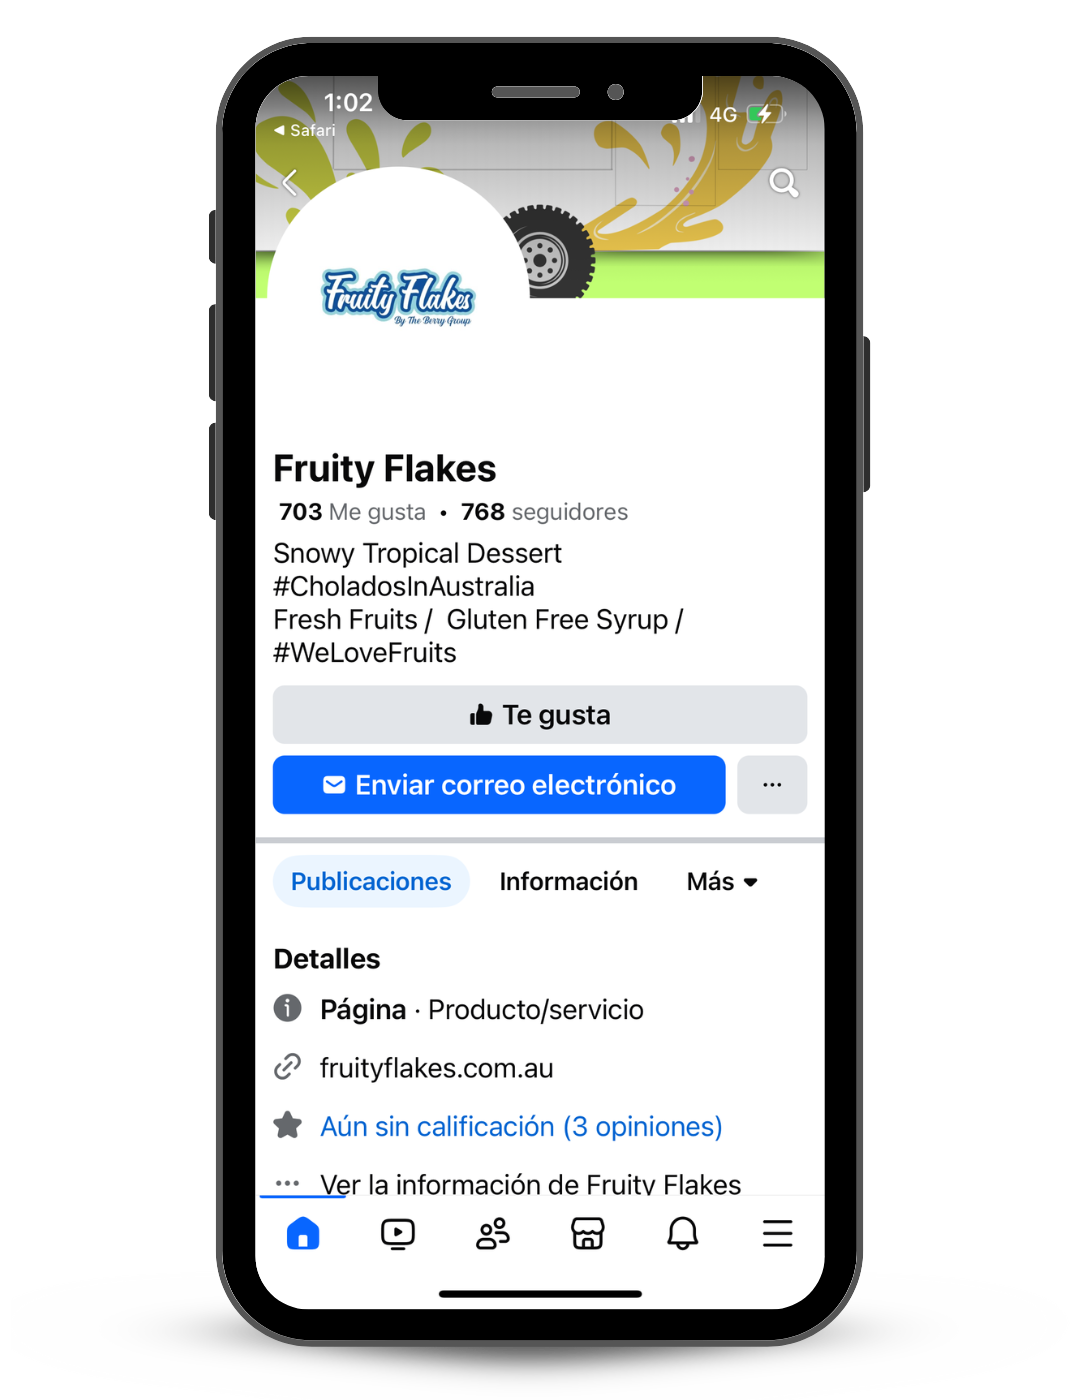 1:02
4G
◀ Safari
Fruity Flakes
By The Berry Group
Fruity Flakes
703 Me gusta • 768 seguidores
Snowy Tropical Dessert
#CholadosInAustralia
Fresh Fruits /  Gluten Free Syrup /
#WeLoveFruits
Te gusta
Enviar correo electrónico
...
Publicaciones
Información
Más
Detalles
Página · Producto/servicio
fruityflakes.com.au
Aún sin calificación (3 opiniones)
... Ver la información de Fruity Flakes